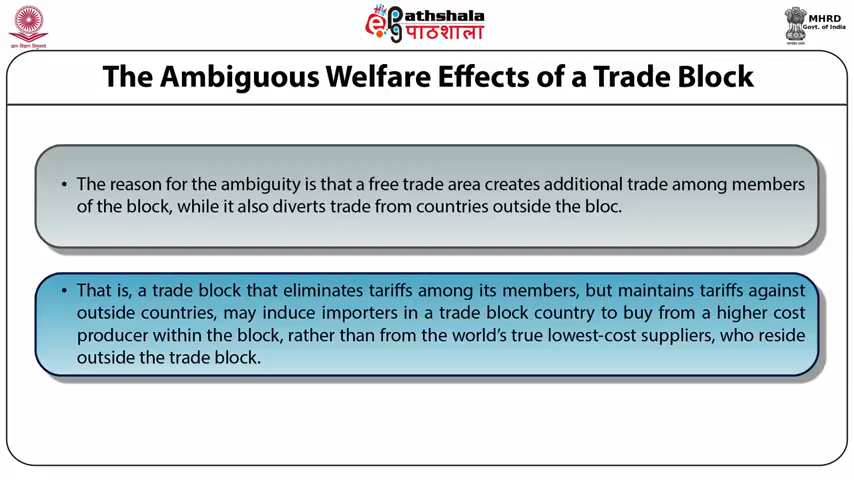 ePathshala
पाठशाला
MHRD
Govt. of India
The Ambiguous Welfare Effects of a Trade Block
• The reason for the ambiguity is that a free trade area creates additional trade among members
of the block, while it also diverts trade from countries outside the bloc.
• That is, a trade block that eliminates tariffs among its members, but maintains tariffs against
outside countries, may induce importers in a trade block country to buy from a higher cost
producer within the block, rather than from the world's true lowest-cost suppliers, who reside
outside the trade block.